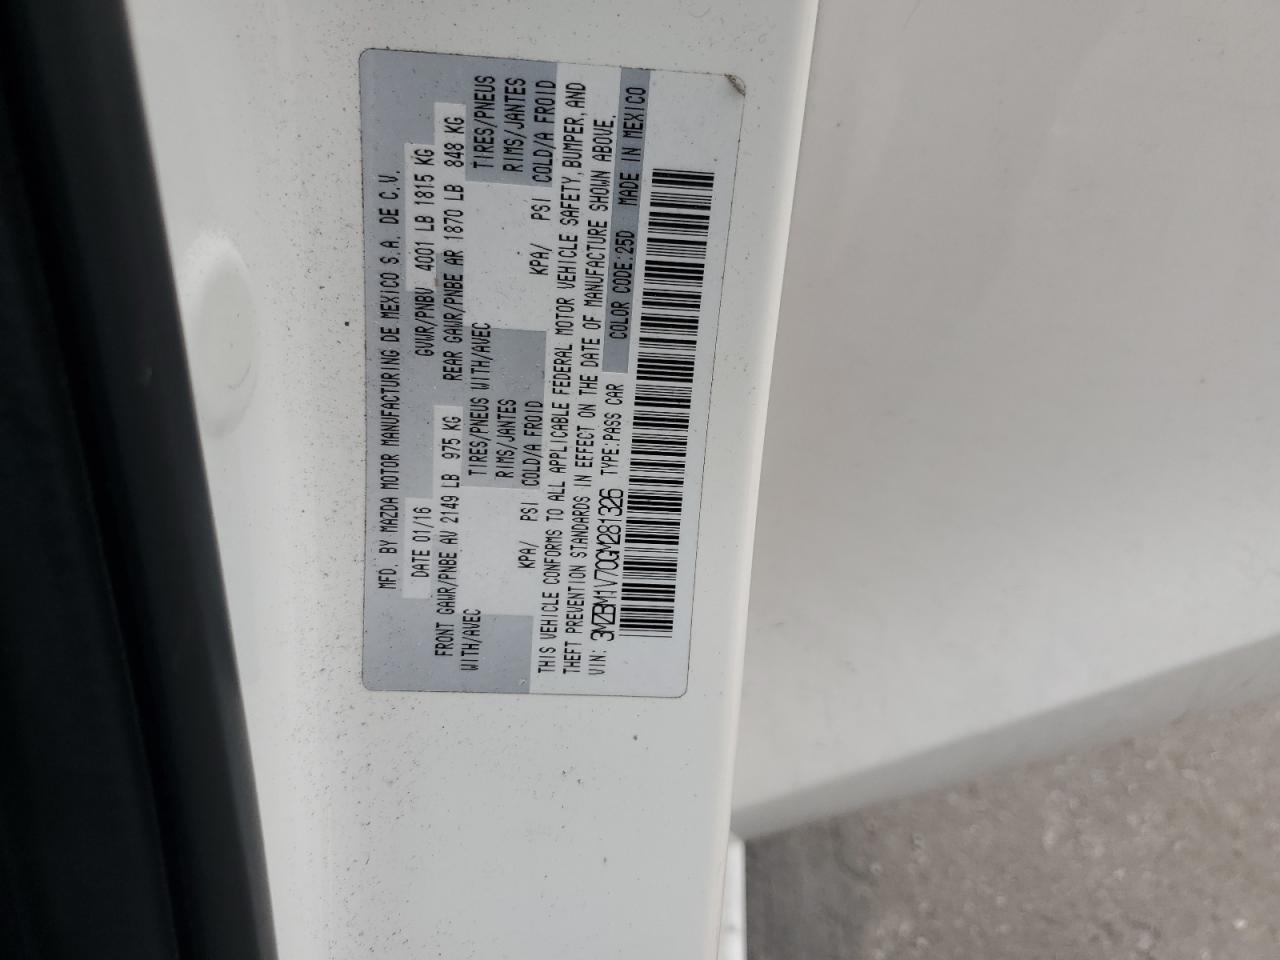 MFD. BY MAZDA MOTOR MANUFACTURING DE MEXICO S.A. DE C.V.
DATE 01/16 GVWR/PNBV 4001 LB 1815 KG
FRONT GAWR/PNBE AV 2149 LB 975 KG REAR GAWR/PNBE AR 1870 LB 848 KG
WITH/AVEC TIRES/PNEUS WITH/AVEC TIRES/PNEUS
RIMS/JANTES RIMS/JANTES
KPA/ PSI COLD/A FROID KPA/ PSI COLD/A FROID
THIS VEHICLE CONFORMS TO ALL APPLICABLE FEDERAL MOTOR VEHICLE SAFETY, BUMPER, AND
THEFT PREVENTION STANDARDS IN EFFECT ON THE DATE OF MANUFACTURE SHOWN ABOVE.
VIN: 3MZBM1V70GM281326 TYPE:PASS CAR COLOR CODE:25D MADE IN MEXICO